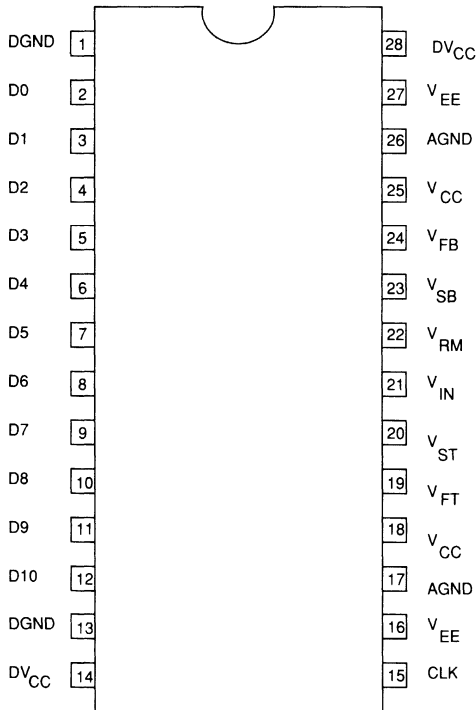 DGND 1 28 DVCC
D0 2 27 VEE
D1 3 26 AGND
D2 4 25 VCC
D3 5 24 VFB
D4 6 23 VSB
D5 7 22 VRM
D6 8 21 VIN
D7 9 20 VST
D8 10 19 VFT
D9 11 18 VCC
D10 12 17 AGND
DGND 13 16 VEE
DVCC 14 15 CLK